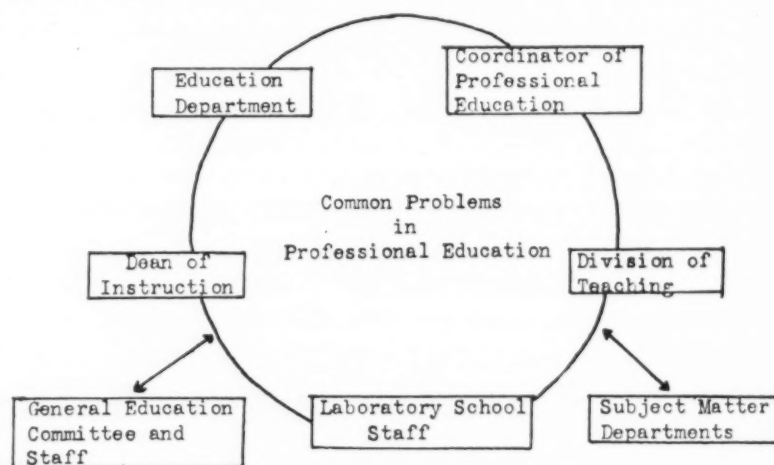 Education
Department
Coordinator of
Professional
Education
Common Problems
in
Professional Education
Dean of
Instruction
Division of
Teaching
General Education
Committee and
Staff
Laboratory School
Staff
Subject Matter
Departments